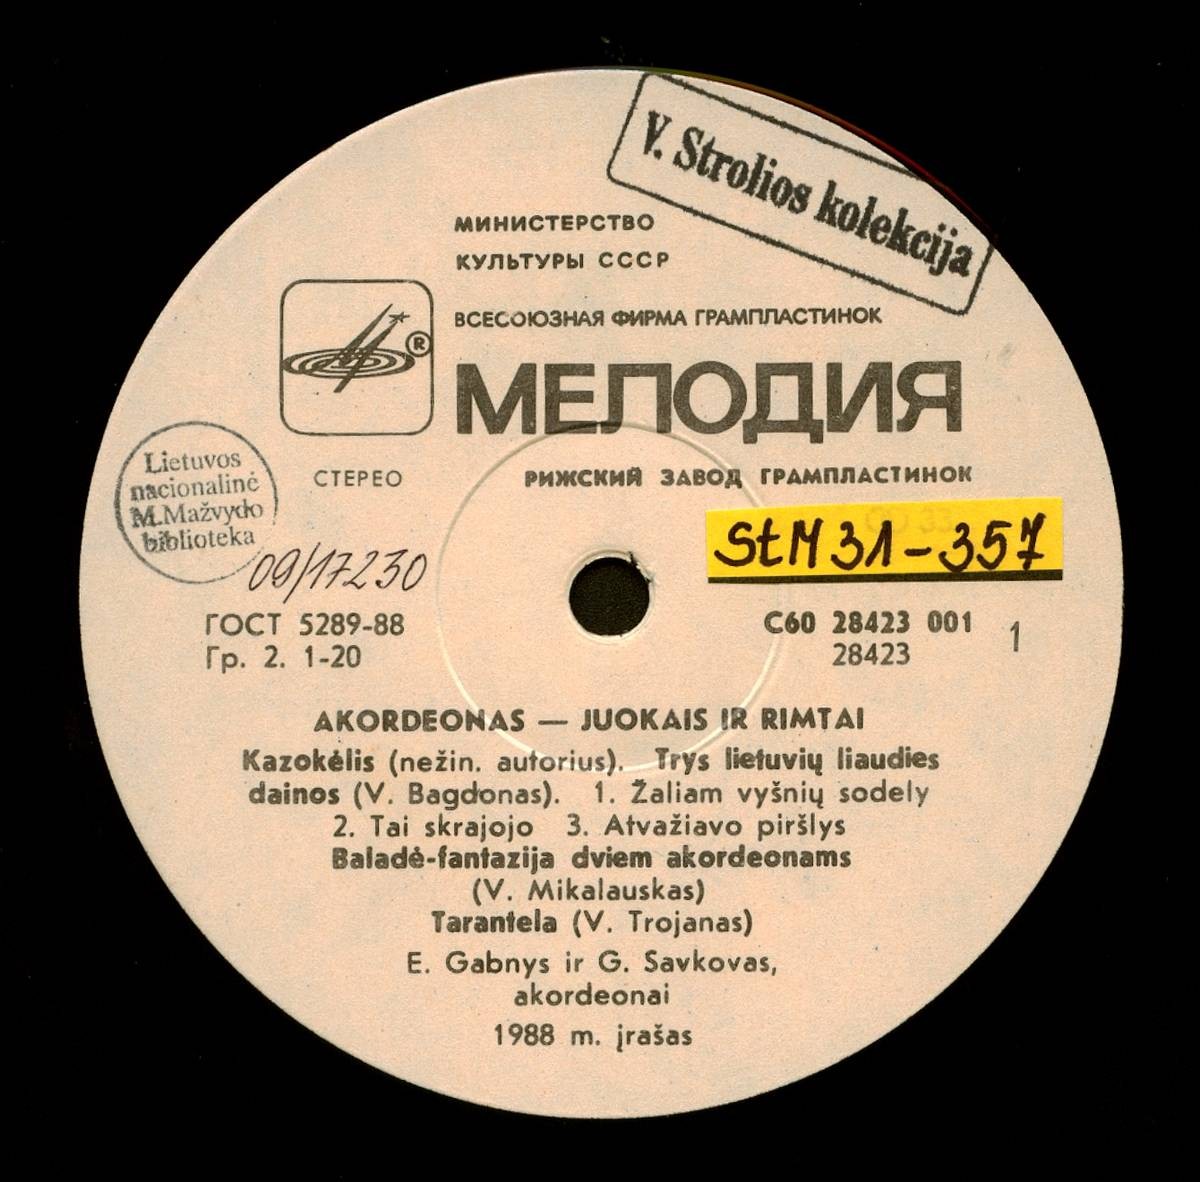 V. Strolios kolekcija
МИНИСТЕРСТВО
КУЛЬТУРЫ СССР
ВСЕСОЮЗНАЯ ФИРМА ГРАМПЛАСТИНОК
®
МЕЛОДИЯ
СТЕРЕО
РИЖСКИЙ ЗАВОД ГРАМПЛАСТИНОК
Lietuvos
nacionalinė
M.Mažvydo
biblioteka
StM31-357
09/17230
ГОСТ 5289-88
Гр. 2. 1-20
С60 28423 001
28423
1
AKORDEONAS — JUOKAIS IR RIMTAI
Kazokėlis (nežin. autorius). Trys lietuvių liaudies
dainos (V. Bagdonas). 1. Žaliam vyšnių sodely
2. Tai skrajojo 3. Atvažiavo piršlys
Baladė-fantazija dviem akordeonams
(V. Mikalauskas)
Tarantela (V. Trojanas)
E. Gabnys ir G. Savkovas,
akordeonai
1988 m. įrašas